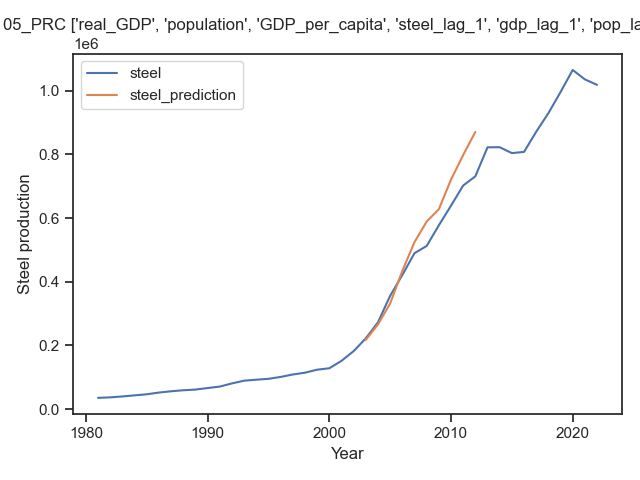 05_PRC ['real_GDP', 'population', 'GDP_per_capita', 'steel_lag_1', 'gdp_lag_1', 'pop_la
1e6
steel
steel_prediction
1.0
0.8
0.6
0.4
0.2
0.0
Steel production
1980
1990
2000
2010
2020
Year